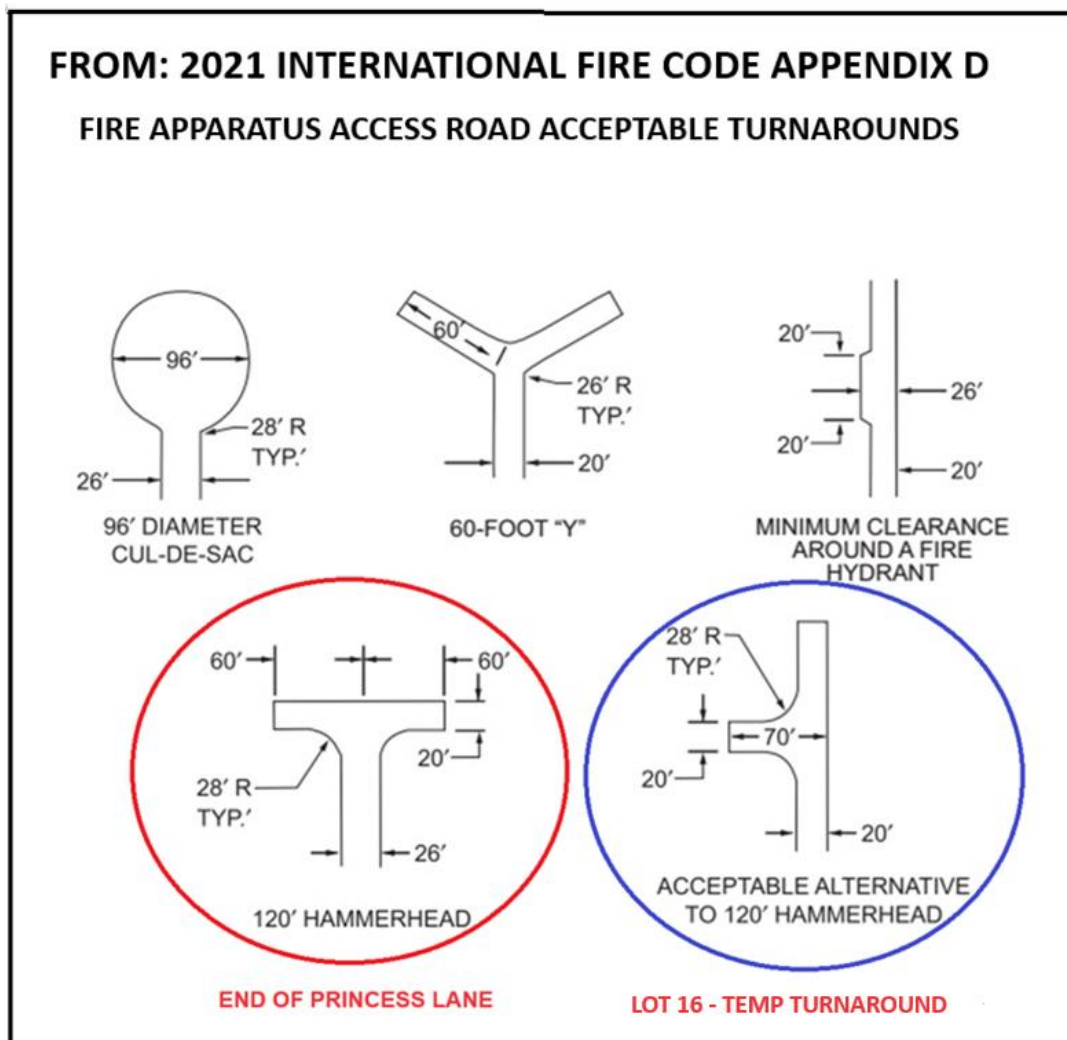 FROM: 2021 INTERNATIONAL FIRE CODE APPENDIX D
FIRE APPARATUS ACCESS ROAD ACCEPTABLE TURNAROUNDS
96′
28′ R
TYP.′
26′
96′ DIAMETER
CUL-DE-SAC
60′
26′ R
TYP.′
20′
60-FOOT “Y”
20′
26′
20′
20′
MINIMUM CLEARANCE
AROUND A FIRE
HYDRANT
60′
60′
20′
28′ R
TYP.′
26′
120′ HAMMERHEAD
28′ R
TYP.′
70′
20′
20′
ACCEPTABLE ALTERNATIVE
TO 120′ HAMMERHEAD
END OF PRINCESS LANE
LOT 16 - TEMP TURNAROUND